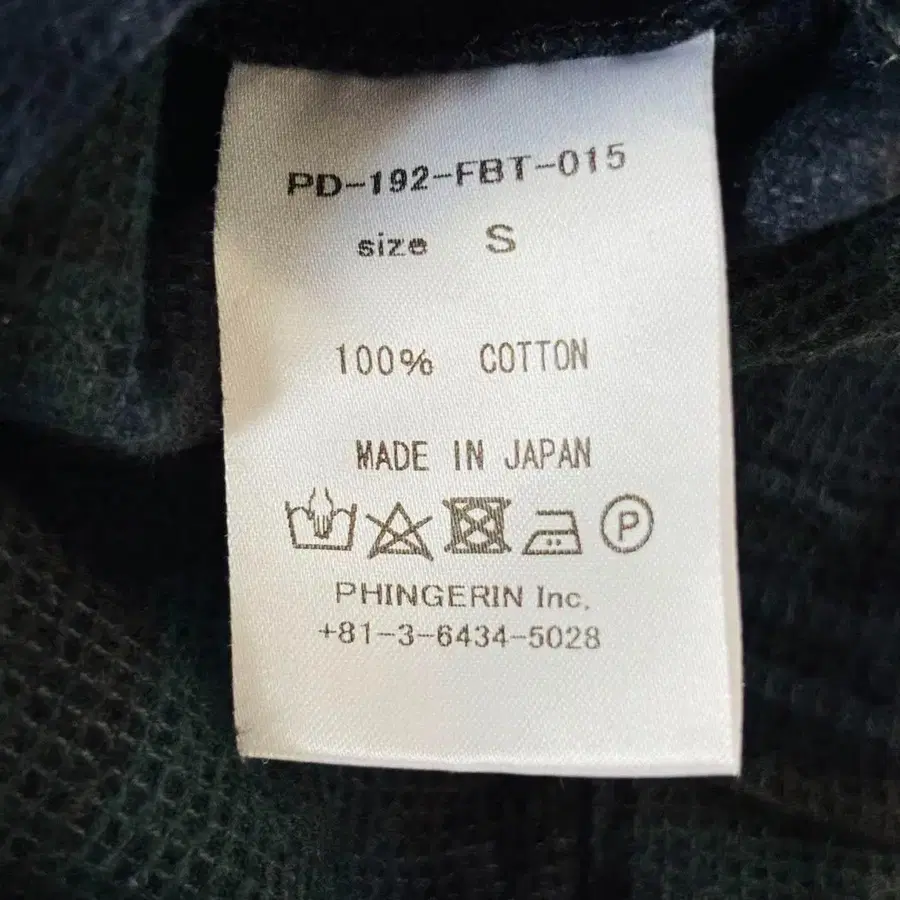 PD-192-FBT-015
size S
100% COTTON
MADE IN JAPAN
P
PHINGERIN Inc.
+81-3-6434-5028